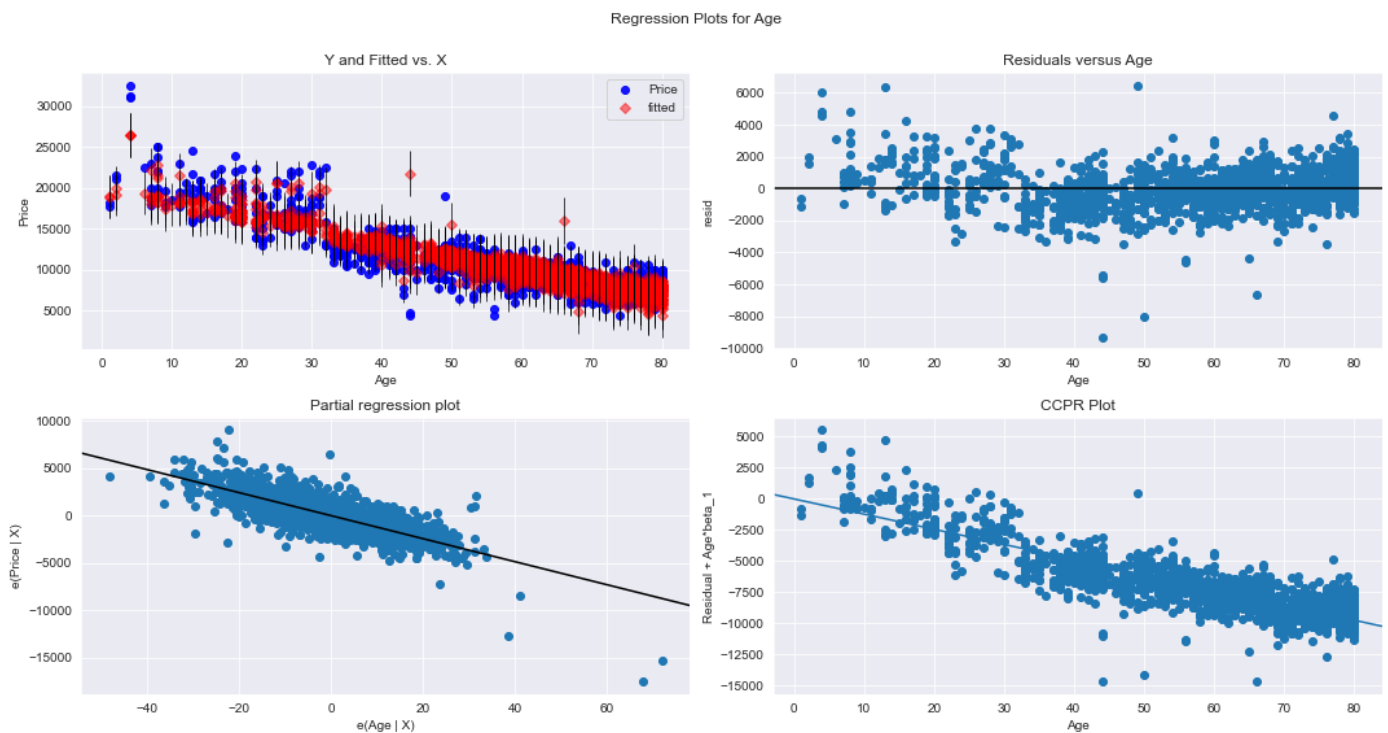 Regression Plots for Age
Y and Fitted vs. X
Price
fitted
30000
25000
20000
15000
10000
5000
Price
0 10 20 30 40 50 60 70 80
Age
Residuals versus Age
6000
4000
2000
0
−2000
−4000
−6000
−8000
−10000
resid
0 10 20 30 40 50 60 70 80
Age
Partial regression plot
10000
5000
0
−5000
−10000
−15000
e(Price | X)
−40 −20 0 20 40 60
e(Age | X)
CCPR Plot
5000
2500
0
−2500
−5000
−7500
−10000
−12500
−15000
Residual + Age*beta_1
0 10 20 30 40 50 60 70 80
Age